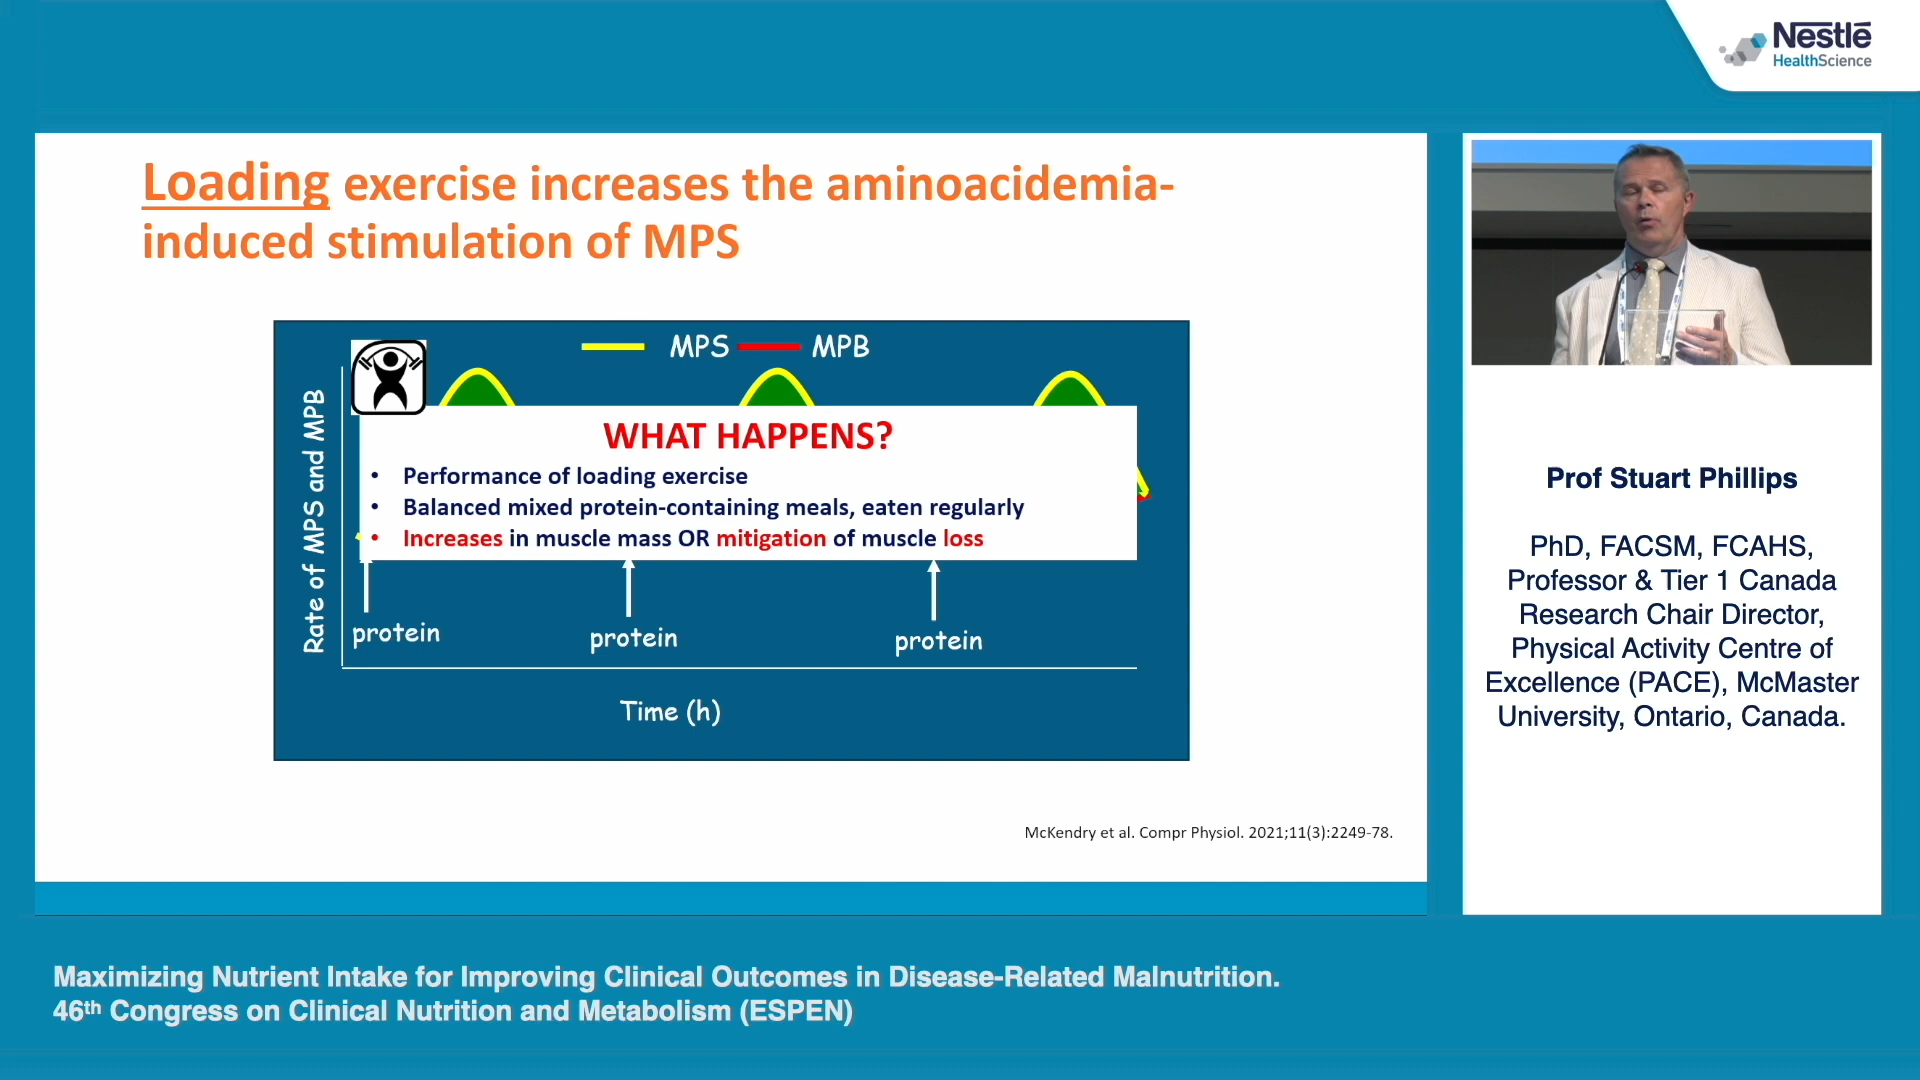 Nestlé
HealthScience
Loading exercise increases the aminoacidemia-
induced stimulation of MPS
MPS MPB
Rate of MPS and MPB
WHAT HAPPENS?
• Performance of loading exercise
• Balanced mixed protein-containing meals, eaten regularly
• Increases in muscle mass OR mitigation of muscle loss
protein
protein
protein
Time (h)
McKendry et al. Compr Physiol. 2021;11(3):2249-78.
Prof Stuart Phillips
PhD, FACSM, FCAHS,
Professor & Tier 1 Canada
Research Chair Director,
Physical Activity Centre of
Excellence (PACE), McMaster
University, Ontario, Canada.
Maximizing Nutrient Intake for Improving Clinical Outcomes in Disease-Related Malnutrition.
46th Congress on Clinical Nutrition and Metabolism (ESPEN)